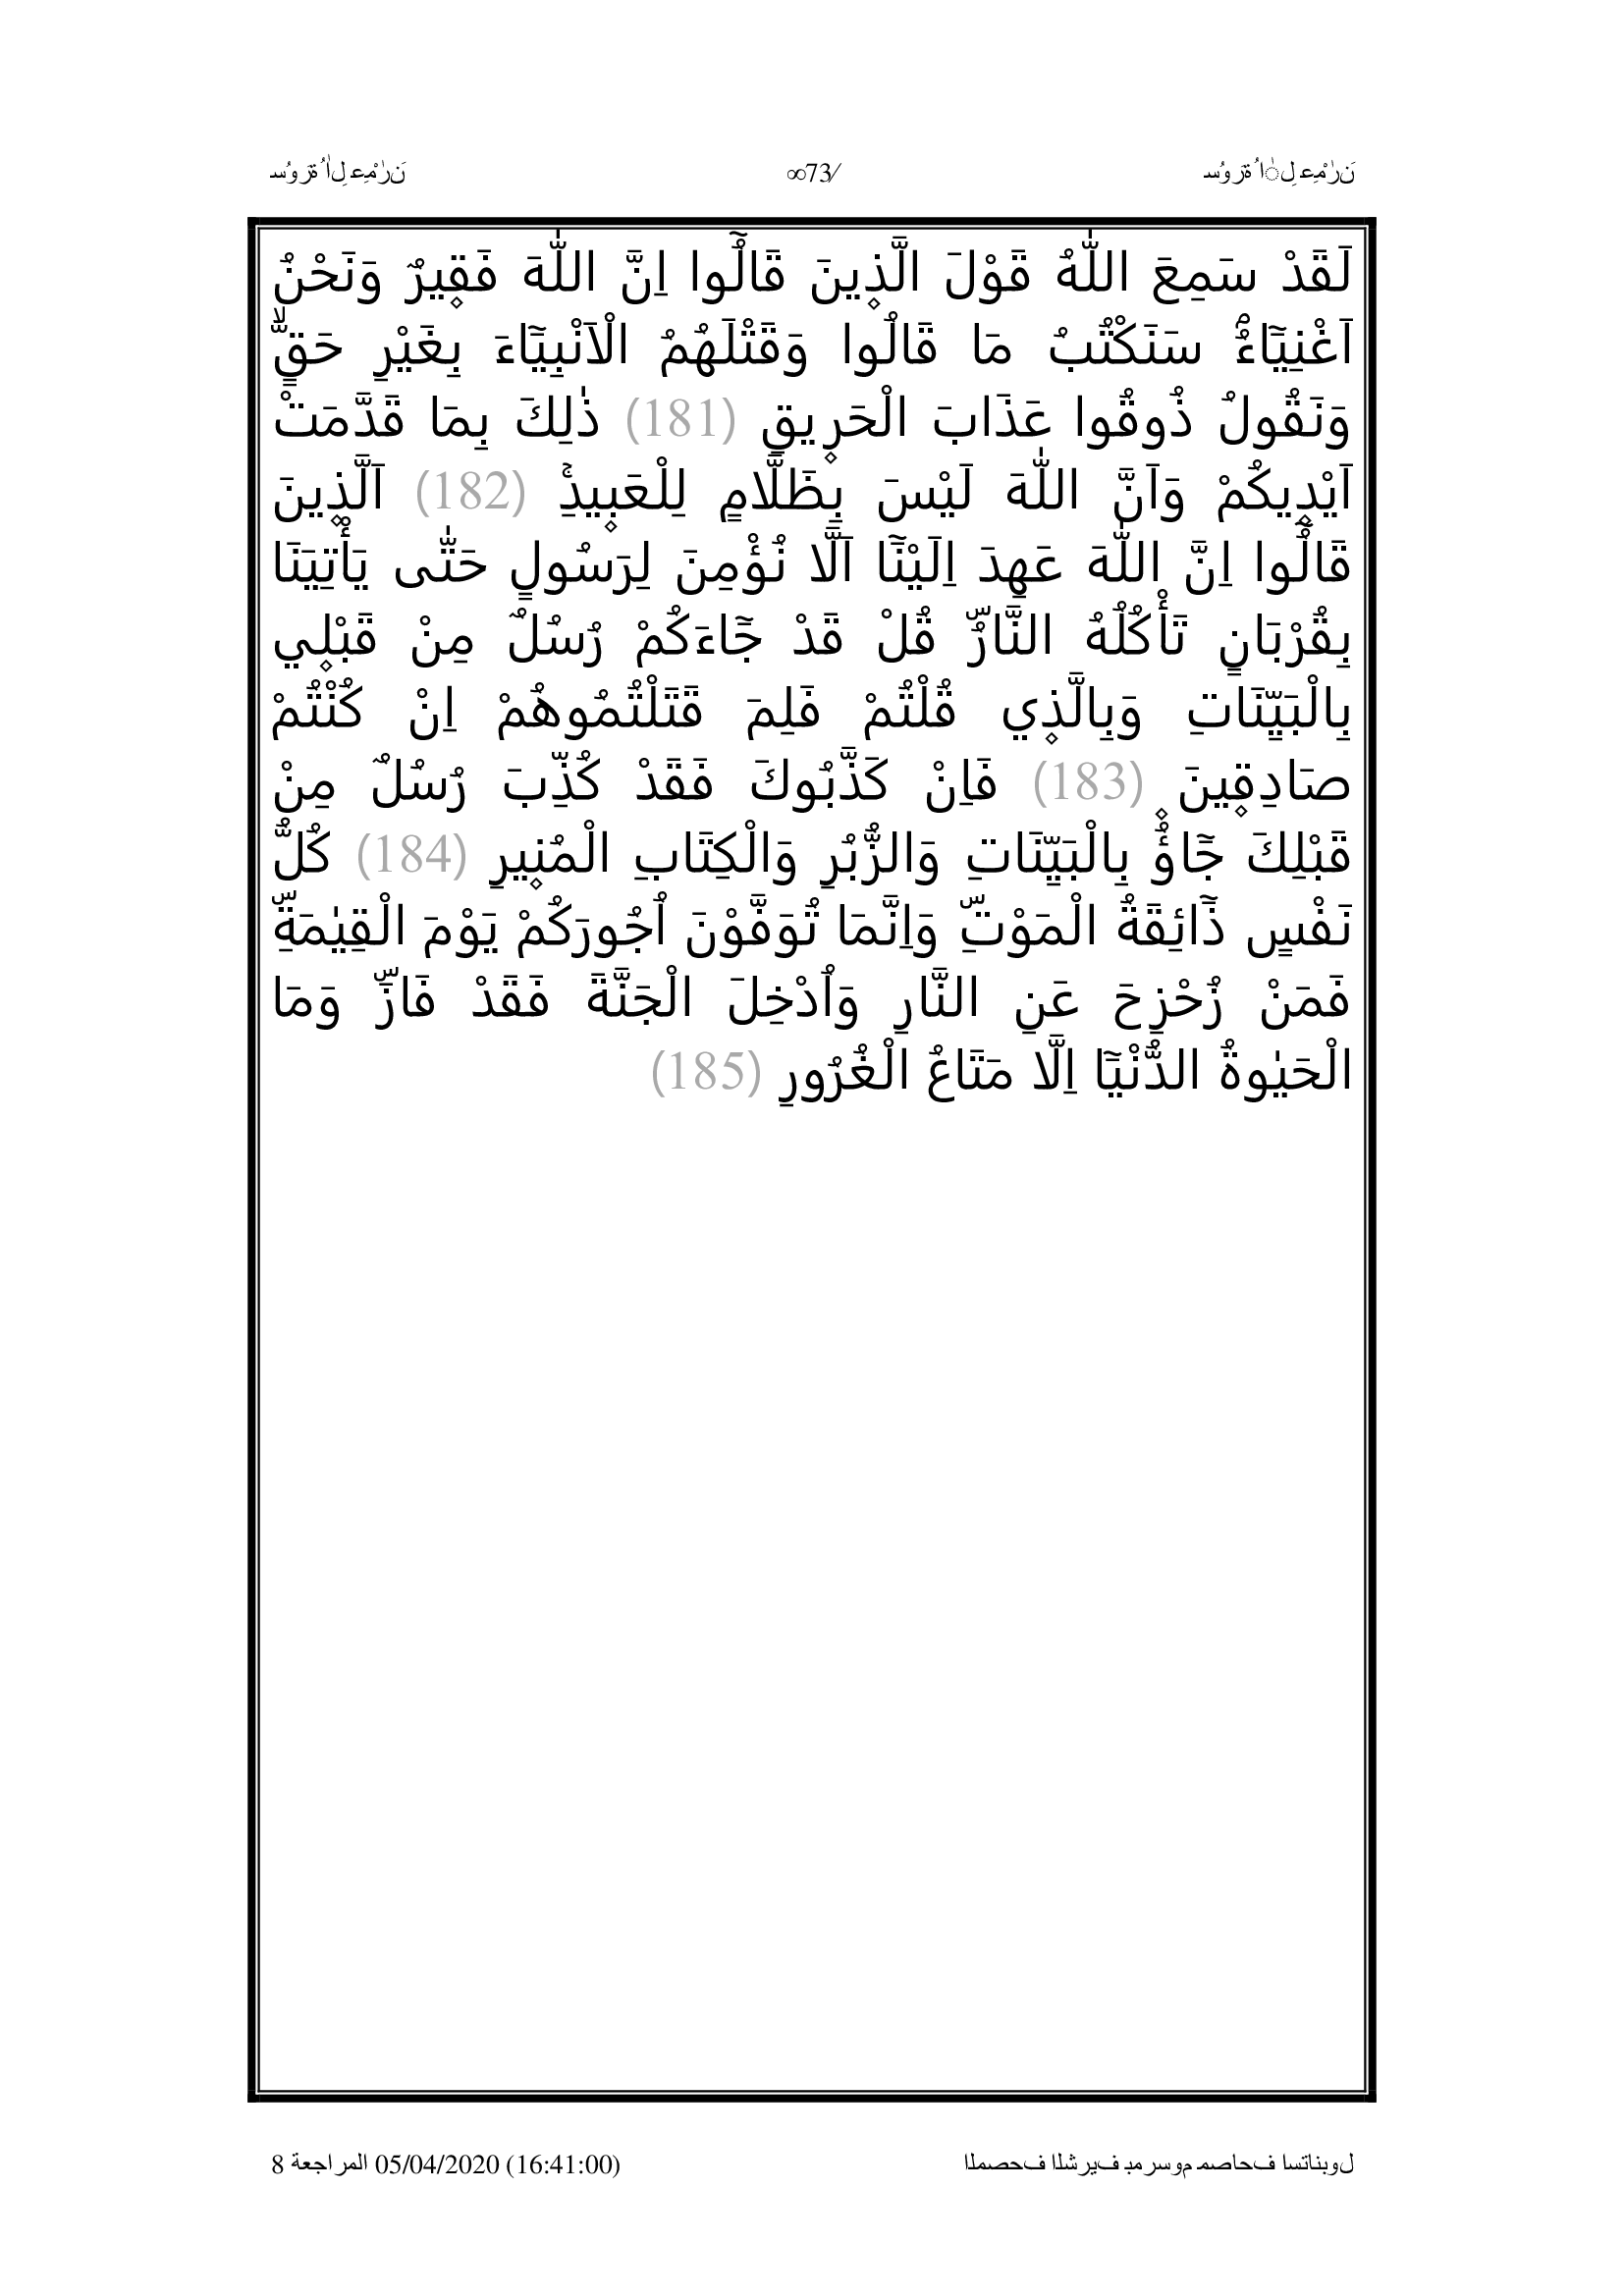 سُورَةُ اٰلِ عِمْرٰنَ ∞73/ سُورَةُ اٰلِ عِمْرٰنَ
لَقَدْ سَمِعَ اللّٰهُ قَوْلَ الَّذ۪ينَ قَالُٓوا اِنَّ اللّٰهَ فَق۪يرٌ وَنَحْنُ
اَغْنِيَٓاءُۢ سَنَكْتُبُ مَا قَالُوا وَقَتْلَهُمُ الْاَنْبِيَٓاءَ بِغَيْرِ حَقٍّۙ
وَنَقُولُ ذُوقُوا عَذَابَ الْحَر۪يقِ (181) ذٰلِكَ بِمَا قَدَّمَتْ
اَيْد۪يكُمْ وَاَنَّ اللّٰهَ لَيْسَ بِظَلَّامٍ لِلْعَب۪يدِۚ (182) اَلَّذ۪ينَ
قَالُٓوا اِنَّ اللّٰهَ عَهِدَ اِلَيْنَٓا اَلَّا نُؤْمِنَ لِرَسُولٍ حَتّٰى يَأْتِيَنَا
بِقُرْبَانٍ تَأْكُلُهُ النَّارُۜ قُلْ قَدْ جَٓاءَكُمْ رُسُلٌ مِنْ قَبْل۪ي
بِالْبَيِّنَاتِ وَبِالَّذ۪ي قُلْتُمْ فَلِمَ قَتَلْتُمُوهُمْ اِنْ كُنْتُمْ
صَادِق۪ينَ ۪ (183) فَاِنْ كَذَّبُوكَ فَقَدْ كُذِّبَ رُسُلٌ مِنْ
قَبْلِكَ جَٓاؤُ۫ بِالْبَيِّنَاتِ وَالزُّبُرِ وَالْكِتَابِ الْمُن۪يرِ (184) كُلُّ
نَفْسٍ ذَٓائِقَةُ الْمَوْتِۜ وَاِنَّمَا تُوَفَّوْنَ اُجُورَكُمْ يَوْمَ الْقِيٰمَةِۜ
فَمَنْ زُحْزِحَ عَنِ النَّارِ وَاُدْخِلَ الْجَنَّةَ فَقَدْ فَازَۜ وَمَا
الْحَيٰوةُ الدُّنْيَٓا اِلَّا مَتَاعُ الْغُرُورِ (185)
المصحف الشريف بمرسوم مصاحف استانبول المراجعة 8 05/04/2020 (16:41:00)